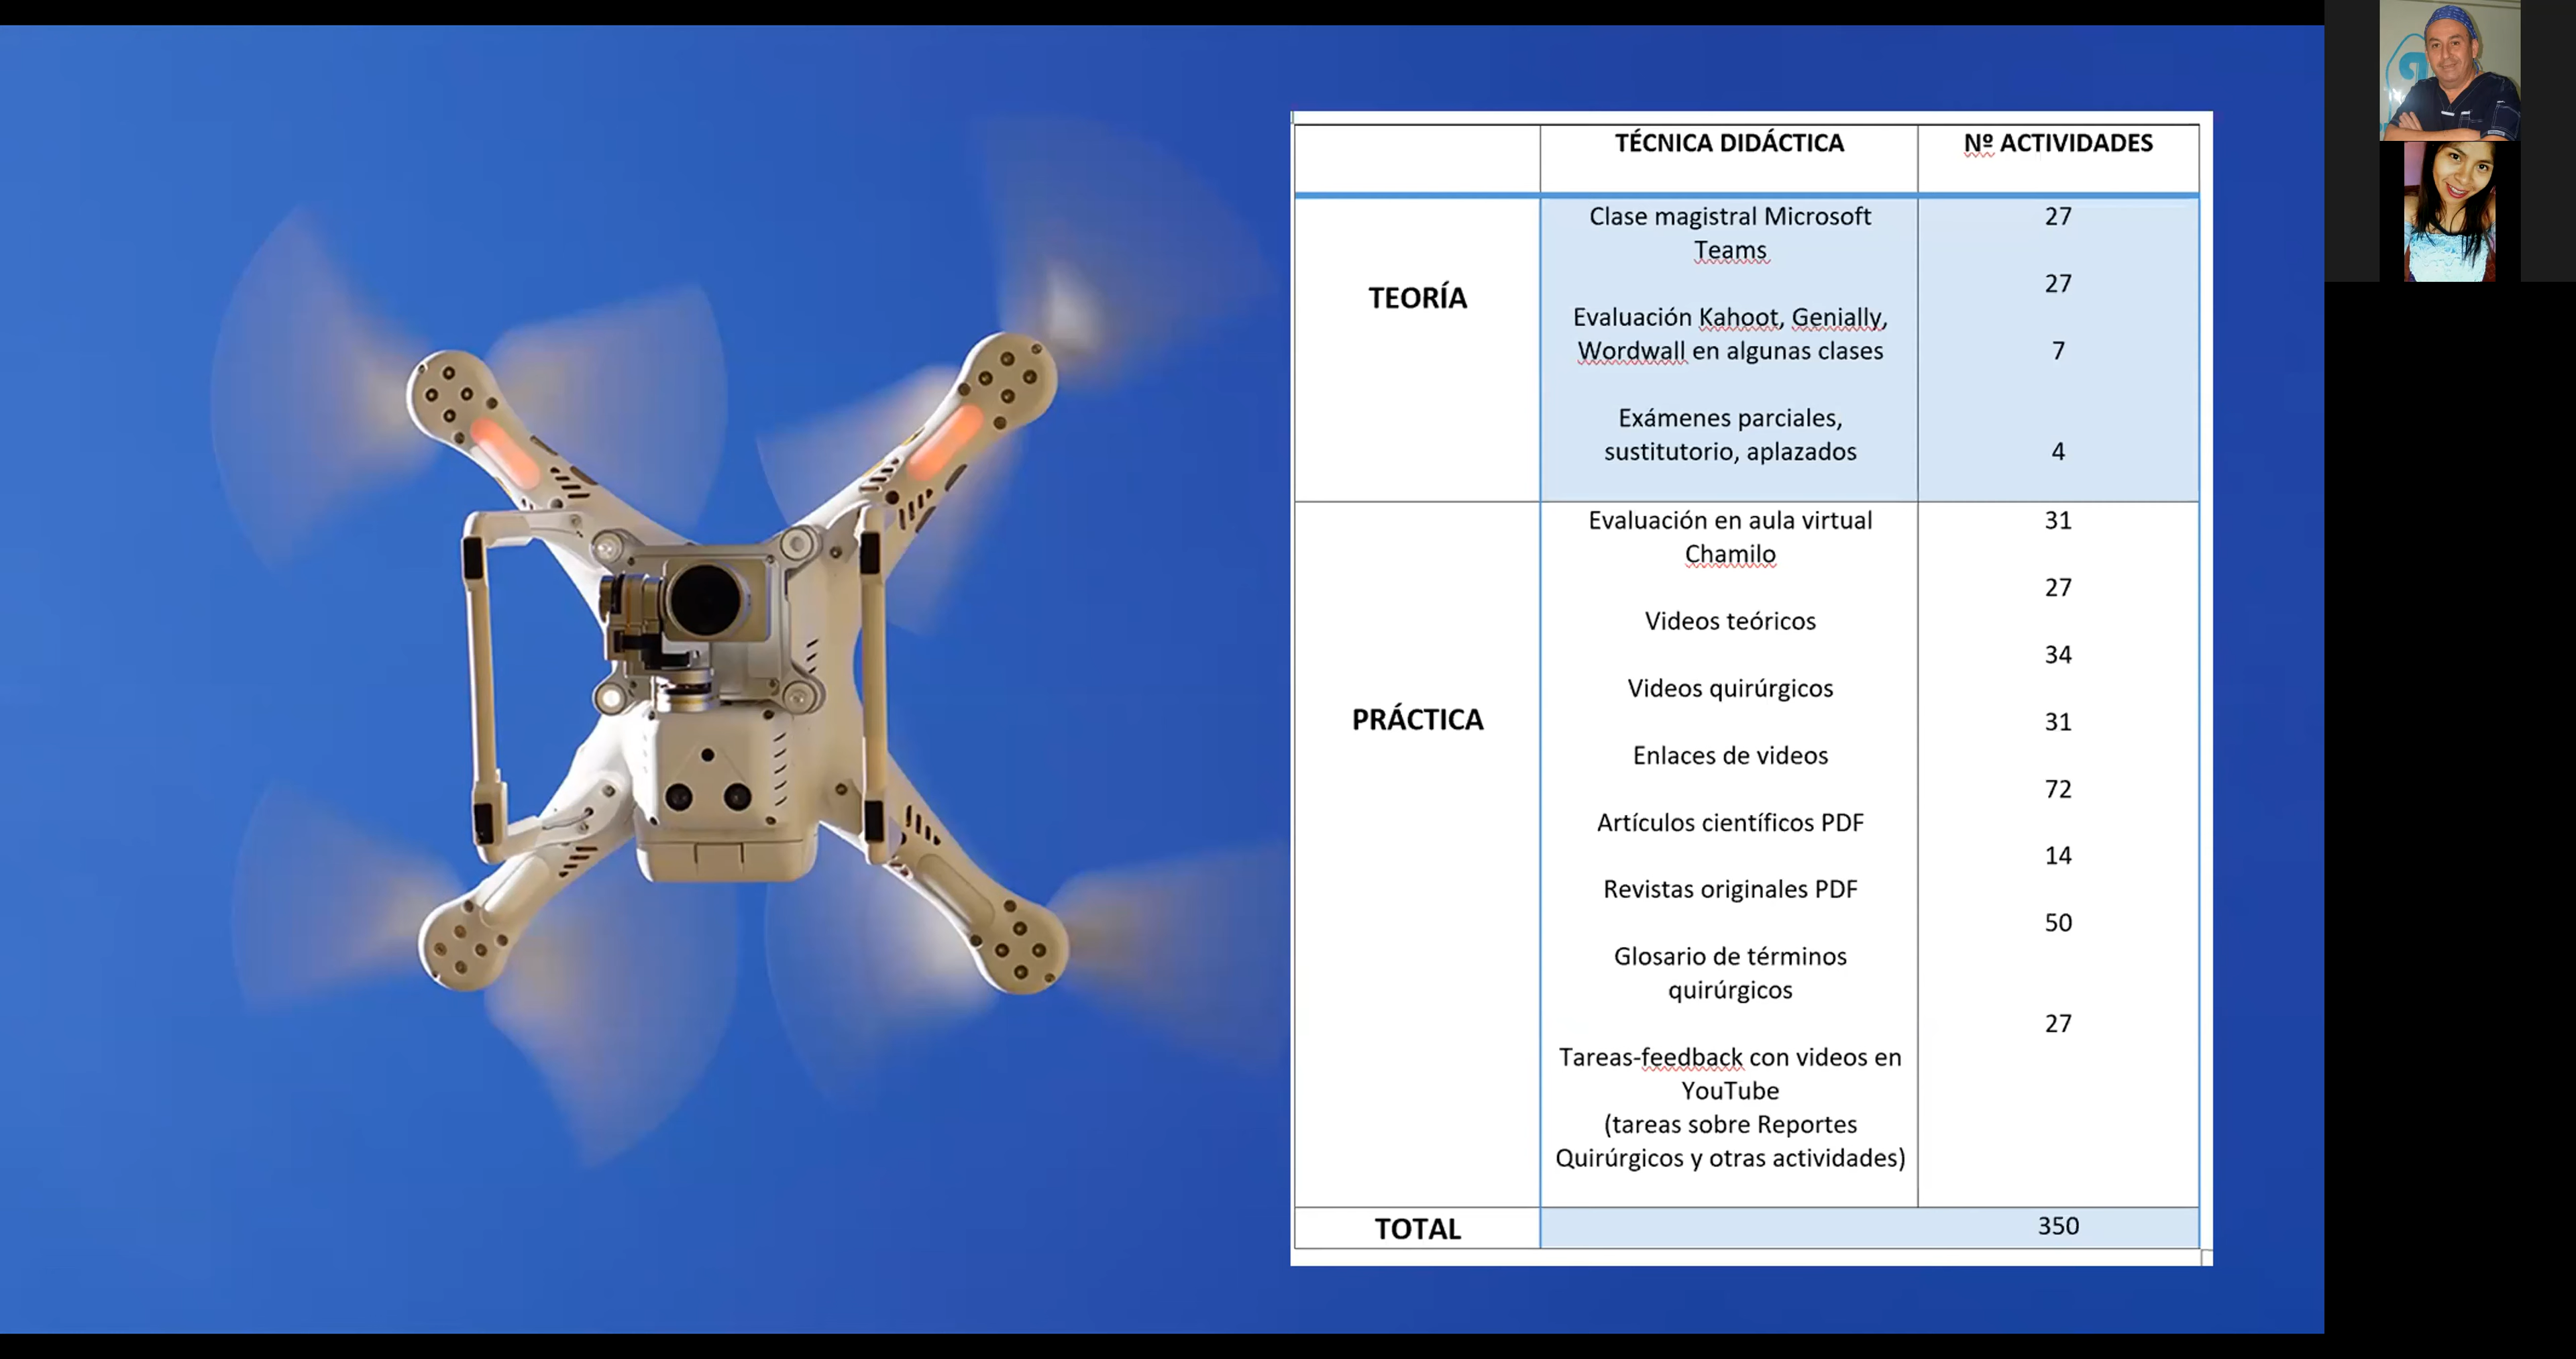 TÉCNICA DIDÁCTICA
Nº ACTIVIDADES
TEORÍA
Clase magistral Microsoft
Teams
Evaluación Kahoot, Genially,
Wordwall en algunas clases
Exámenes parciales,
sustitutorio, aplazados
27
27
7
4
PRÁCTICA
Evaluación en aula virtual
Chamilo
Videos teóricos
Videos quirúrgicos
Enlaces de videos
Artículos científicos PDF
Revistas originales PDF
Glosario de términos
quirúrgicos
Tareas-feedback con videos en
YouTube
(tareas sobre Reportes
Quirúrgicos y otras actividades)
31
27
34
31
72
14
50
27
TOTAL
350